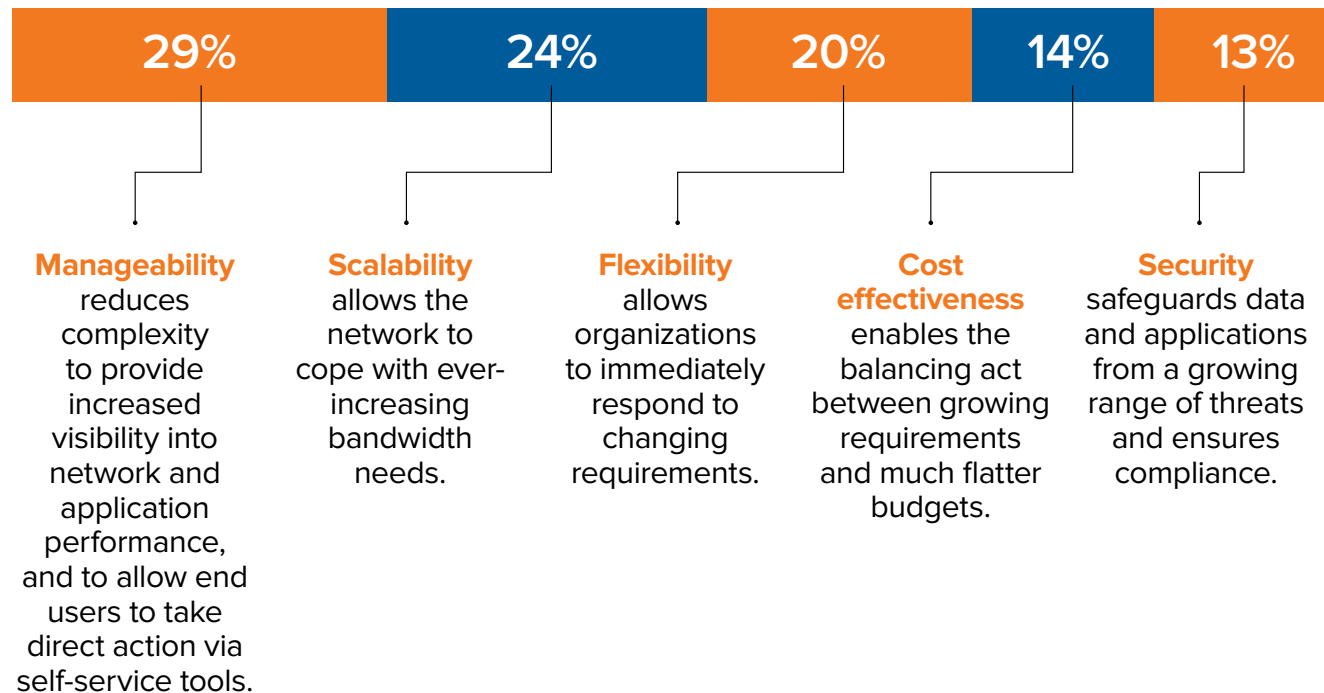 29%
24%
20%
14%
13%
Manageability
reduces
complexity
to provide
increased
visibility into
network and
application
performance,
and to allow end
users to take
direct action via
self-service tools.
Scalability
allows the
network to
cope with ever-
increasing
bandwidth
needs.
Flexibility
allows
organizations
to immediately
respond to
changing
requirements.
Cost
effectiveness
enables the
balancing act
between growing
requirements
and much flatter
budgets.
Security
safeguards data
and applications
from a growing
range of threats
and ensures
compliance.